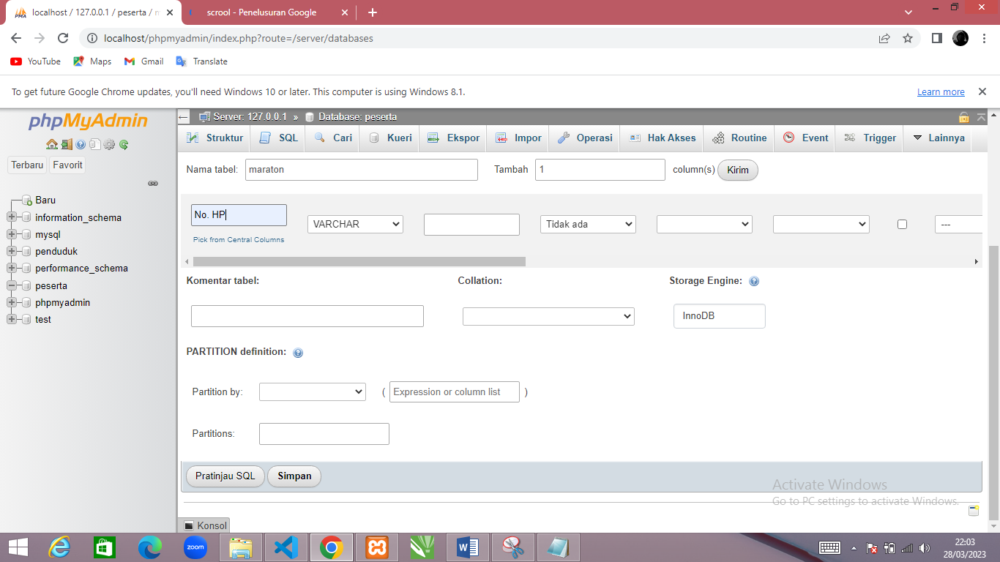 localhost / 127.0.0.1 / peserta / m
scrool - Penelusuran Google
localhost/phpmyadmin/index.php?route=/server/databases
YouTube Maps Gmail Translate
To get future Google Chrome updates, you'll need Windows 10 or later. This computer is using Windows 8.1. Learn more
phpMyAdmin
Terbaru Favorit
Baru
information_schema
mysql
penduduk
performance_schema
peserta
phpmyadmin
test
Server: 127.0.0.1 » Database: peserta
Struktur SQL Cari Kueri Ekspor Impor Operasi Hak Akses Routine Event Trigger Lainnya
Nama tabel: maraton Tambah 1 column(s) Kirim
No. HP VARCHAR Tidak ada ---
Pick from Central Columns
Komentar tabel: Collation: Storage Engine:
InnoDB
PARTITION definition:
Partition by: ( Expression or column list )
Partitions:
Pratinjau SQL Simpan
Activate Windows
Go to PC settings to activate Windows.
Konsol
zoom
22:03
28/03/2023